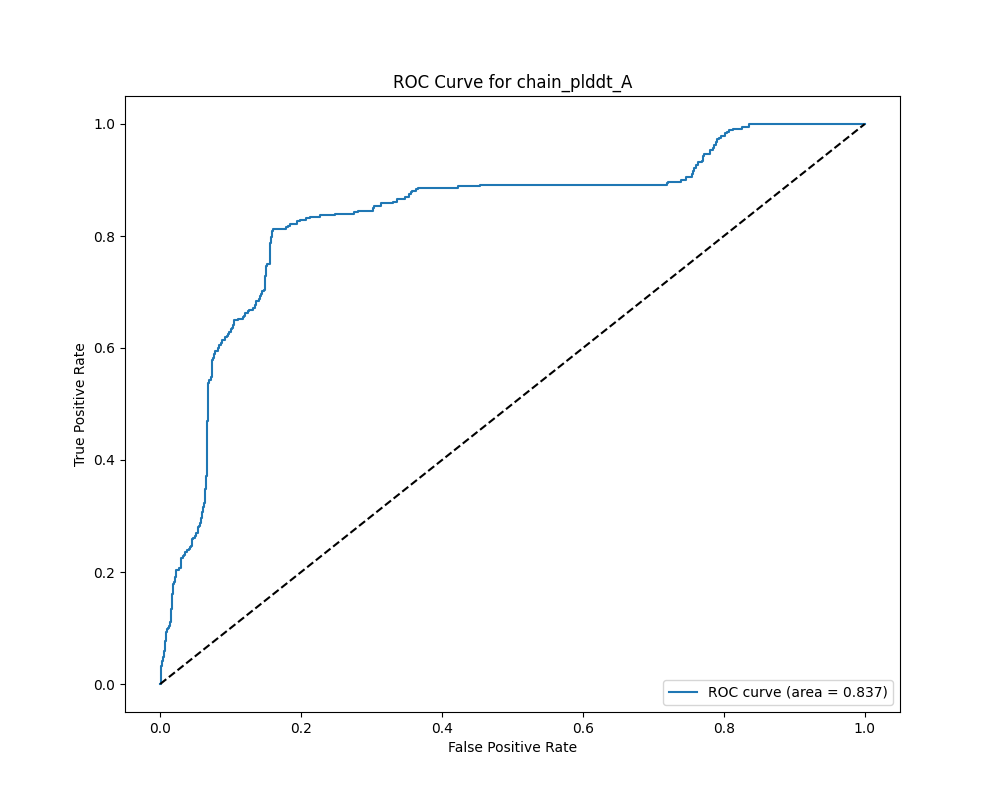 ROC Curve for chain_plddt_A
True Positive Rate
1.0
0.8
0.6
0.4
0.2
0.0
ROC curve (area = 0.837)
0.0 0.2 0.4 0.6 0.8 1.0
False Positive Rate